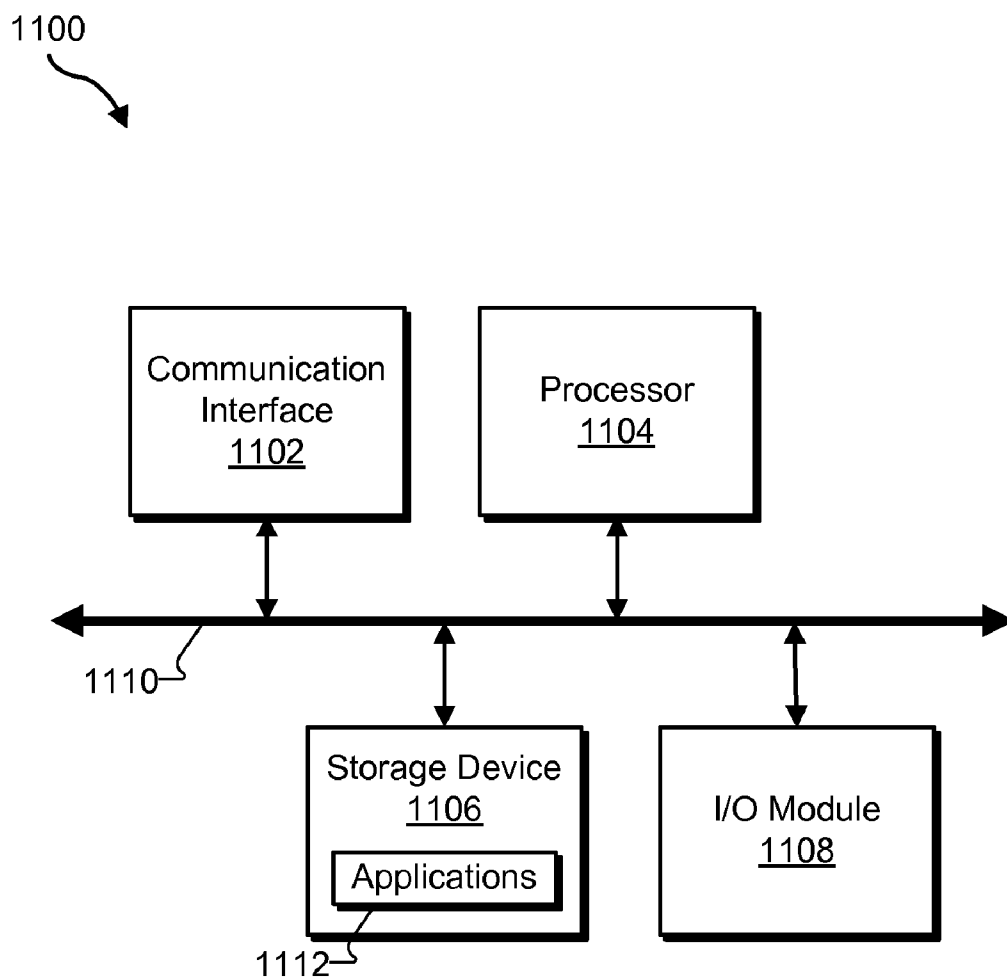 1100
Communication
Interface
1102
Processor
1104
1110
Storage Device
1106
Applications
1112
I/O Module
1108